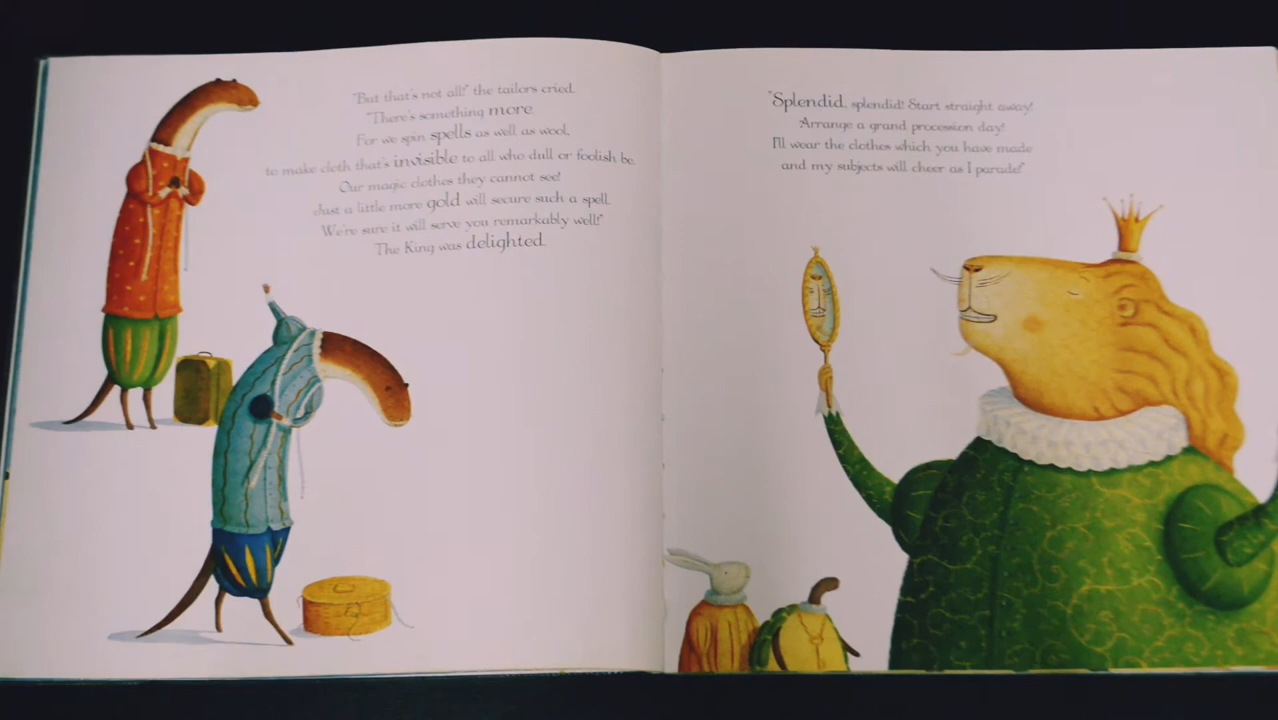 "But that's not all!" the tailors cried.
"There's something more.
For we spin spells as well as wool,
to make cloth that's invisible to all who dull or foolish be.
Our magic clothes they cannot see!
Just a little more gold will secure such a spell.
We're sure it will serve you remarkably well!"
The King was delighted.
"Splendid, splendid! Start straight away!
Arrange a grand procession day!
I'll wear the clothes which you have made
and my subjects will cheer as I parade!"